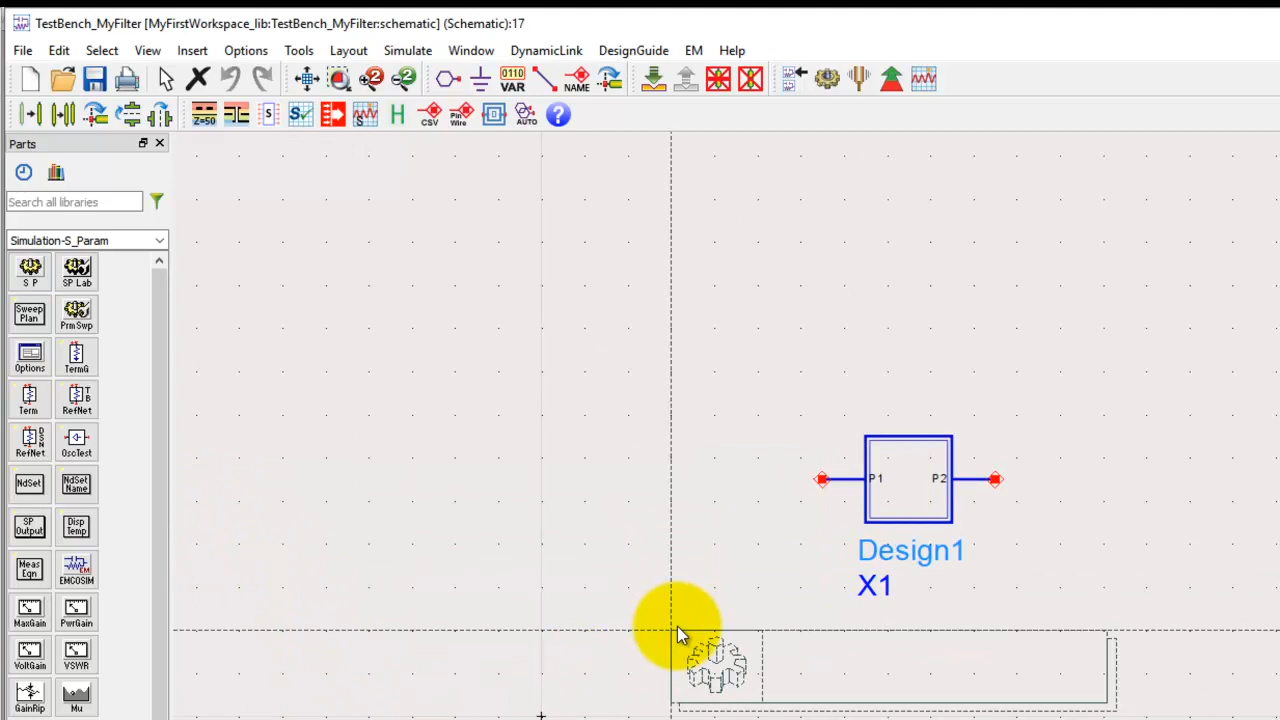 TestBench_MyFilter [MyFirstWorkspace_lib:TestBench_MyFilter:schematic] (Schematic):17
File Edit Select View Insert Options Tools Layout Simulate Window DynamicLink DesignGuide EM Help
0110
VAR
NAME
Z=50
S
S
H
CSV
Pin
Wire
AUTO
?
Parts
Search all libraries
Simulation-S_Param
S P
SP Lab
Sweep
Plan
PrmSwp
Options
TermG
Term
T
B
RefNet
D
S
N
RefNet
OscTest
NdSet
NdSet
Name
SP
Output
Disp
Temp
Meas
Eqn
EM
EMCOSIM
MaxGain
PwrGain
VoltGain
VSWR
GainRip
Mu
P1 P2
Design1
X1